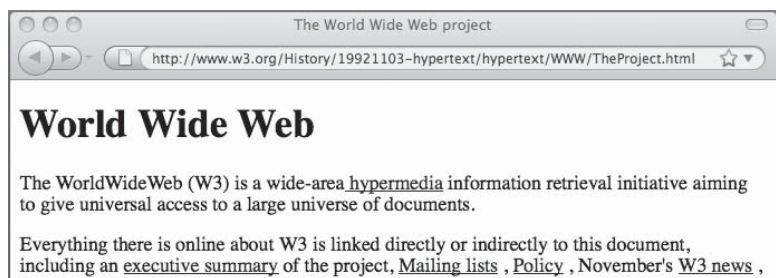 The World Wide Web project
http://www.w3.org/History/19921103-hypertext/hypertext/WWW/TheProject.html
World Wide Web
The WorldWideWeb (W3) is a wide-area hypermedia information retrieval initiative aiming
to give universal access to a large universe of documents.
Everything there is online about W3 is linked directly or indirectly to this document,
including an executive summary of the project, Mailing lists , Policy , November's W3 news ,